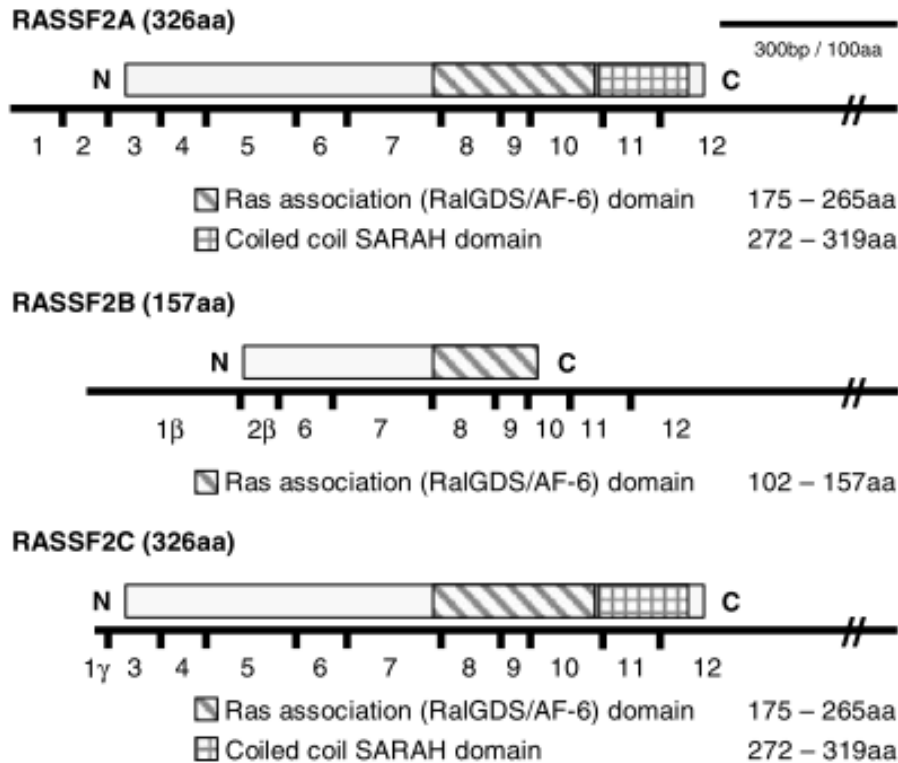 RASSF2A (326aa)
300bp / 100aa
N C
1 2 3 4 5 6 7 8 9 10 11 12
Ras association (RalGDS/AF-6) domain 175 – 265aa
Coiled coil SARAH domain 272 – 319aa
RASSF2B (157aa)
N C
1β 2β 6 7 8 9 10 11 12
Ras association (RalGDS/AF-6) domain 102 – 157aa
RASSF2C (326aa)
N C
1γ 3 4 5 6 7 8 9 10 11 12
Ras association (RalGDS/AF-6) domain 175 – 265aa
Coiled coil SARAH domain 272 – 319aa